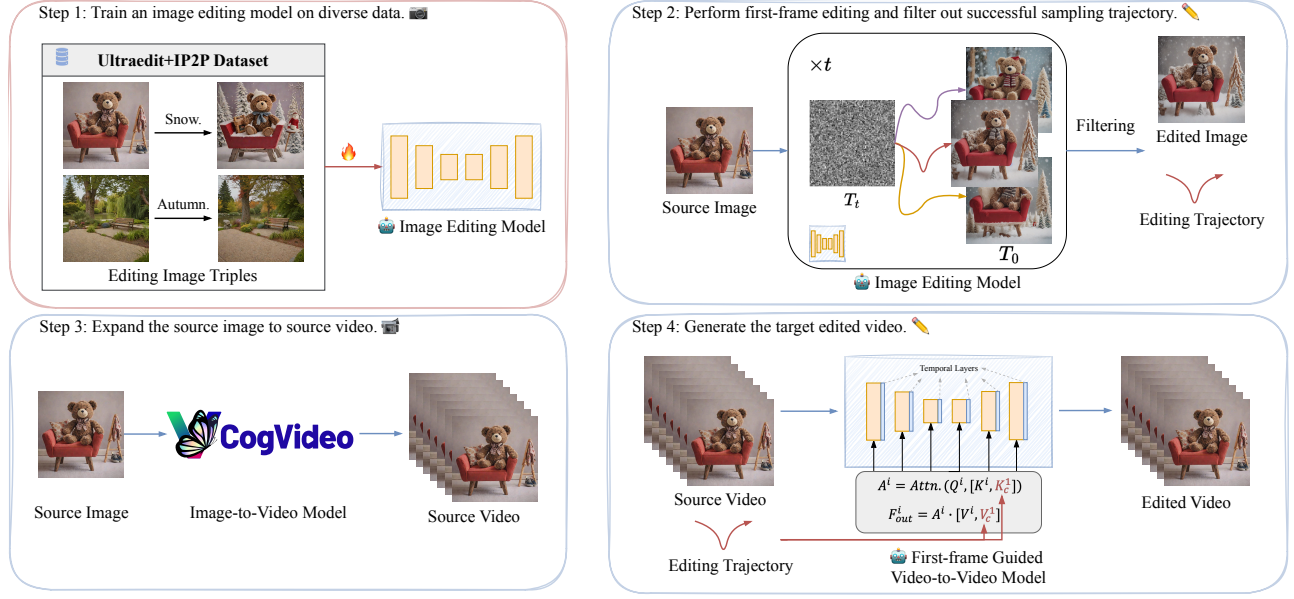 Step 1: Train an image editing model on diverse data.
Ultraedit+IP2P Dataset
Snow.
Autumn.
Editing Image Triples
Image Editing Model
Step 2: Perform first-frame editing and filter out successful sampling trajectory.
×t
Source Image
T_t
T_0
Image Editing Model
Filtering
Edited Image
Editing Trajectory
Step 3: Expand the source image to source video.
CogVideo
Source Image
Image-to-Video Model
Source Video
Step 4: Generate the target edited video.
Temporal Layers
Source Video
Editing Trajectory
A^i = Attn.(Q^i, [K^i, K_c^1])
F_{out}^i = A^i · [V^i, V_c^1]
First-frame Guided
Video-to-Video Model
Edited Video